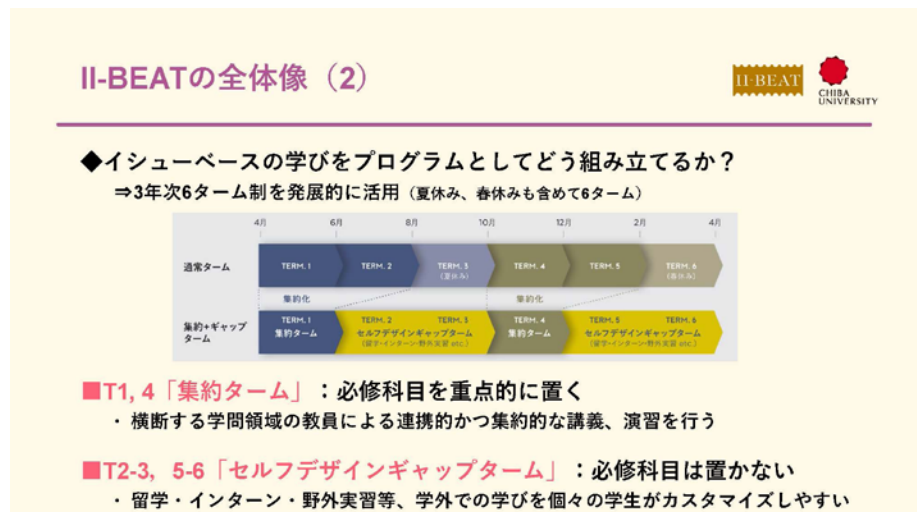 II-BEATの全体像（2）
II·BEAT
CHIBA
UNIVERSITY
◆イシューベースの学びをプログラムとしてどう組み立てるか？
⇒3年次6ターム制を発展的に活用（夏休み、春休みも含めて6ターム）
4月 6月 8月 10月 12月 2月 4月
通常ターム TERM. 1 TERM. 2 TERM. 3 TERM. 4 TERM. 5 TERM. 6
（夏休み） （春休み）
集約化 集約化
集約+ギャップ TERM. 1 TERM. 2 TERM. 3 TERM. 4 TERM. 5 TERM. 6
ターム 集約ターム セルフデザインギャップターム 集約ターム セルフデザインギャップターム
（留学・インターン・野外実習 etc.） （留学・インターン・野外実習 etc.）
■T1, 4「集約ターム」：必修科目を重点的に置く
・ 横断する学問領域の教員による連携的かつ集約的な講義、演習を行う
■T2-3, 5-6「セルフデザインギャップターム」：必修科目は置かない
・ 留学・インターン・野外実習等、学外での学びを個々の学生がカスタマイズしやすい